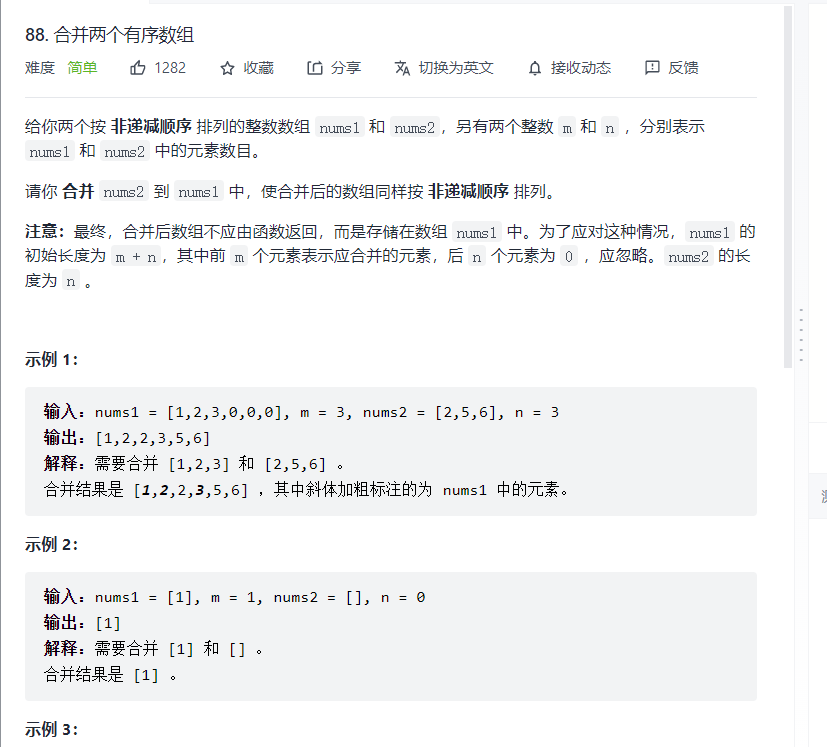 88. 合并两个有序数组
难度 简单 1282 收藏 分享 切换为英文 接收动态 反馈
给你两个按 非递减顺序 排列的整数数组 nums1 和 nums2，另有两个整数 m 和 n ，分别表示
nums1 和 nums2 中的元素数目。
请你 合并 nums2 到 nums1 中，使合并后的数组同样按 非递减顺序 排列。
注意：最终，合并后数组不应由函数返回，而是存储在数组 nums1 中。为了应对这种情况，nums1 的
初始长度为 m + n，其中前 m 个元素表示应合并的元素，后 n 个元素为 0 ，应忽略。nums2 的长
度为 n 。
示例 1：
输入：nums1 = [1,2,3,0,0,0], m = 3, nums2 = [2,5,6], n = 3
输出：[1,2,2,3,5,6]
解释：需要合并 [1,2,3] 和 [2,5,6] 。
合并结果是 [1,2,2,3,5,6] ，其中斜体加粗标注的为 nums1 中的元素。
示例 2：
输入：nums1 = [1], m = 1, nums2 = [], n = 0
输出：[1]
解释：需要合并 [1] 和 [] 。
合并结果是 [1] 。
示例 3：